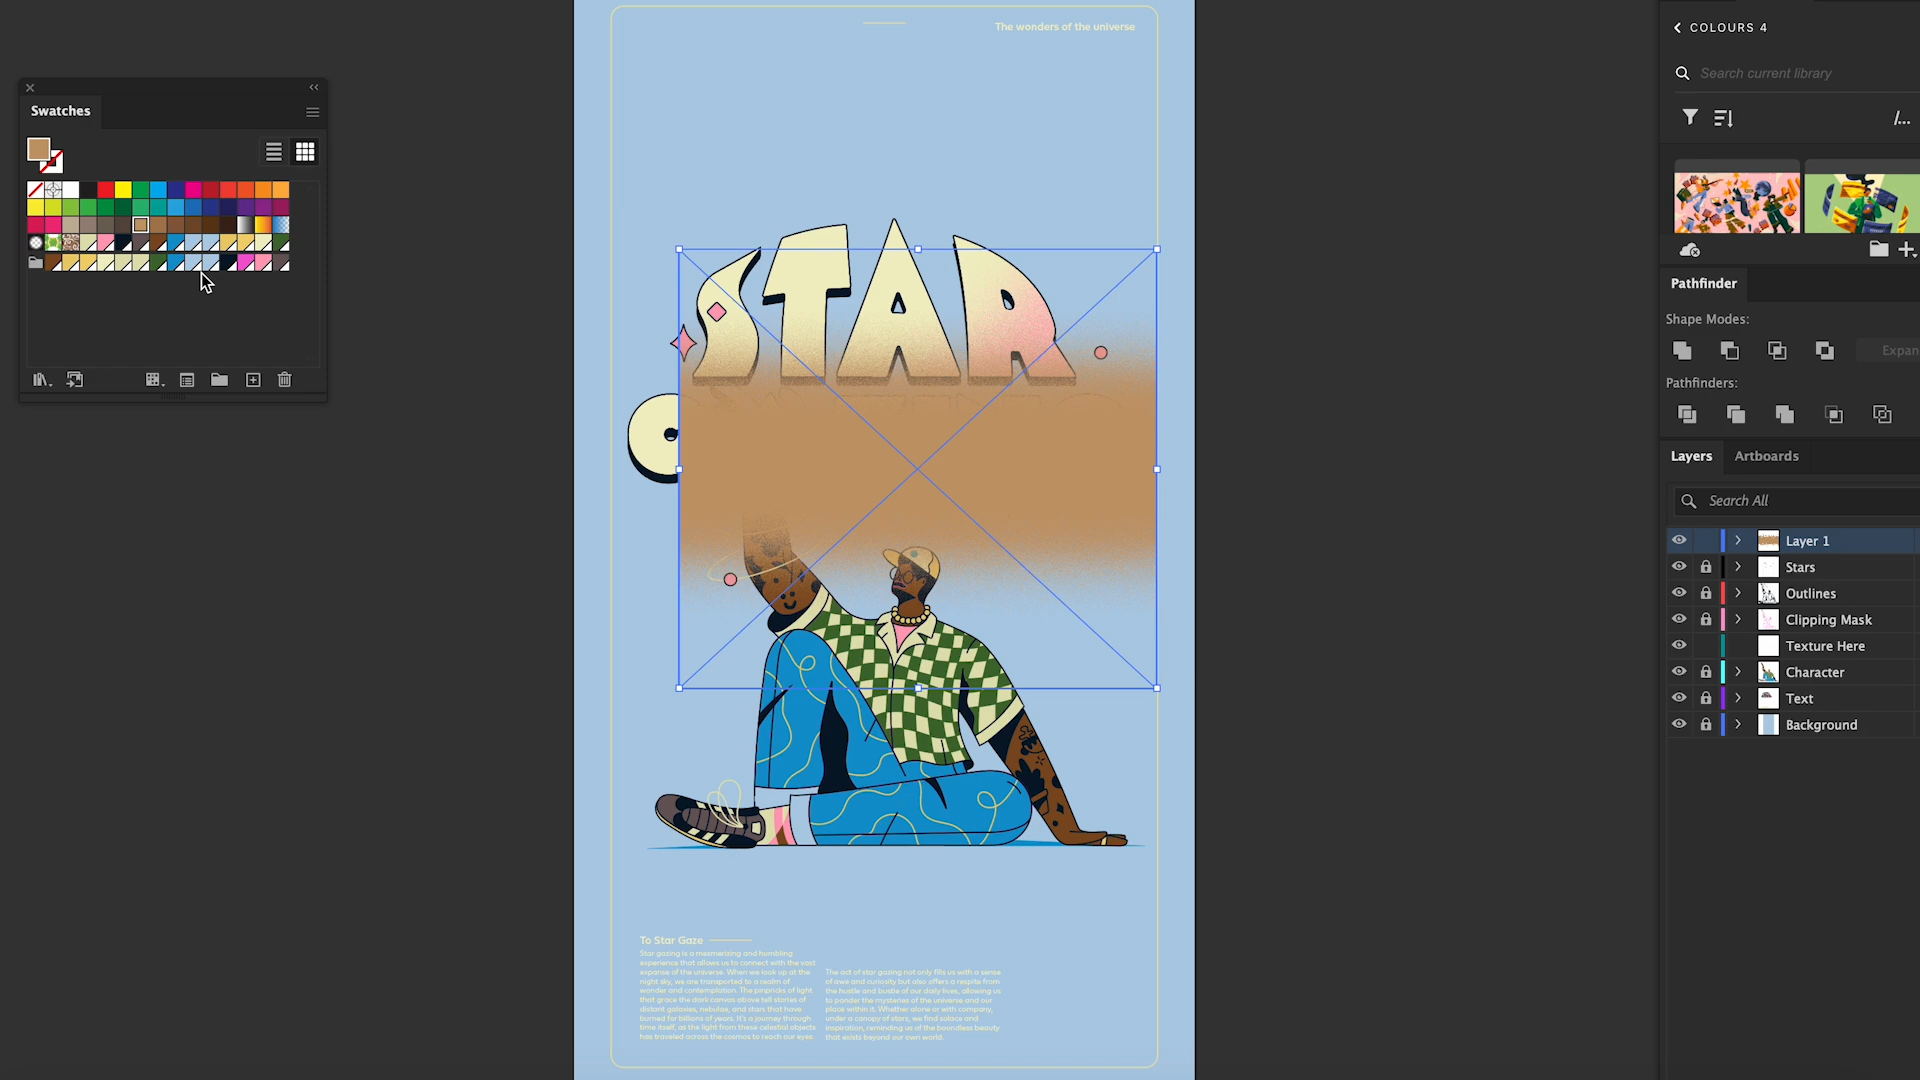 The wonders of the universe
COLOURS 4
Search current library
Swatches
/...
STAR
Pathfinder
Shape Modes:
Expan
Pathfinders:
Layers
Artboards
Search All
Layer 1
Stars
Outlines
Clipping Mask
Texture Here
Character
Text
Background
To Star Gaze
Star gazing is a mesmerizing and humbling
experience that allows us to connect with the vast
expanse of the universe. When we look up at the
night sky, we are transported to a realm of
wonder and contemplation. The pinpricks of light
that grace the dark canvas above tell stories of
distant galaxies, nebulae, and stars that have
burned for billions of years. It's a journey through
time itself, as the light from these celestial objects
has traveled across the cosmos to reach our eyes.
The act of star gazing not only fills us with a sense
of awe and curiosity but also offers a respite from
the hustle and bustle of our daily lives, allowing us
to ponder the mysteries of the universe and our
place within it. Whether alone or with company,
under a canopy of stars, we find solace and
inspiration, reminding us of the boundless beauty
that exists beyond our own world.